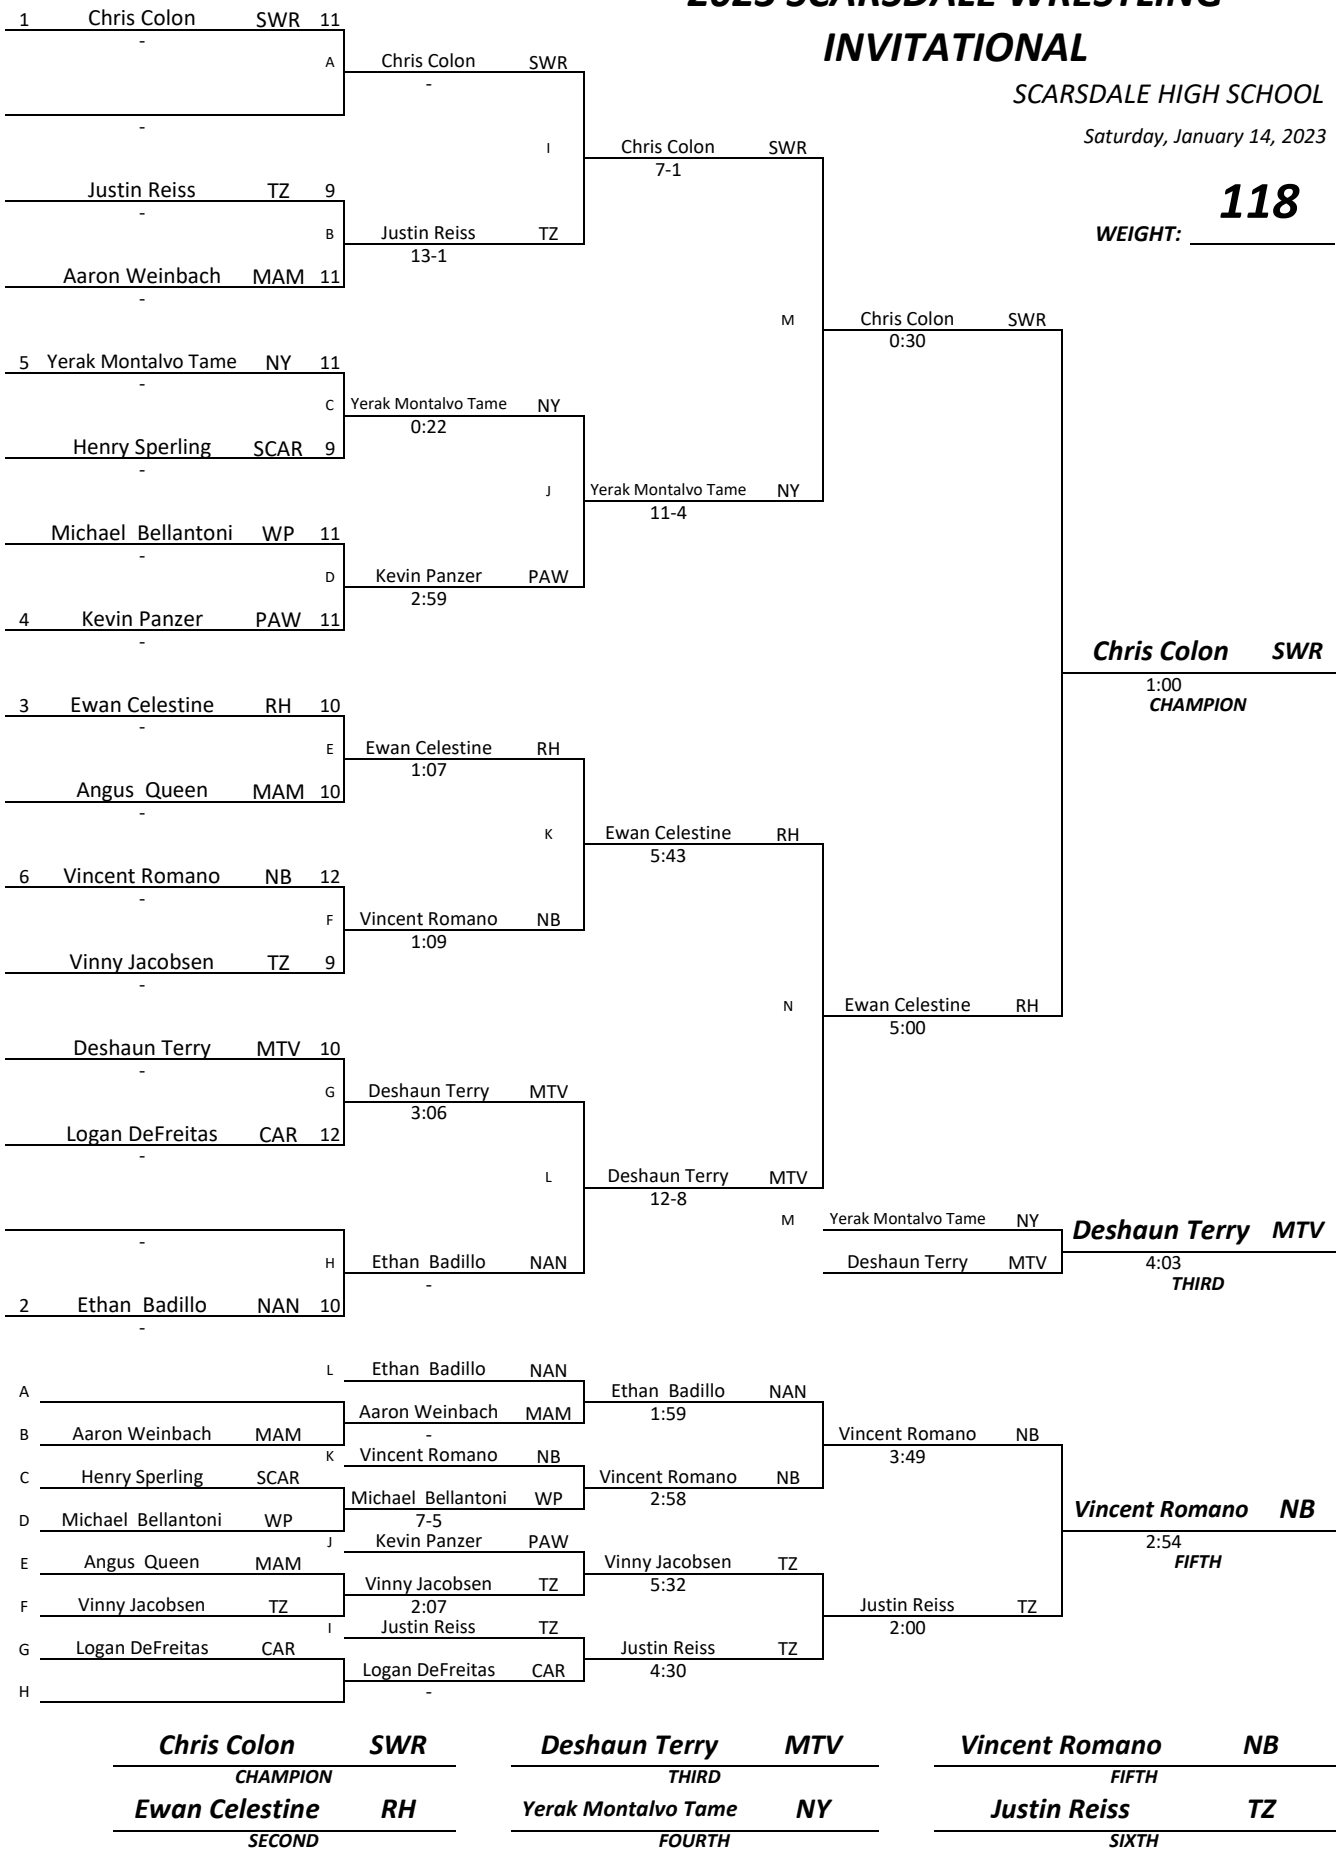 2023 SCARSDALE WRESTLING
INVITATIONAL
SCARSDALE HIGH SCHOOL
Saturday, January 14, 2023
118
WEIGHT:
1 Chris Colon SWR 11
-
A Chris Colon SWR
-
-
I Chris Colon SWR
7-1
Justin Reiss TZ 9
-
B Justin Reiss TZ
13-1
Aaron Weinbach MAM 11
-
M Chris Colon SWR
0:30
5 Yerak Montalvo Tame NY 11
-
C Yerak Montalvo Tame NY
0:22
Henry Sperling SCAR 9
-
J Yerak Montalvo Tame NY
11-4
Michael Bellantoni WP 11
-
D Kevin Panzer PAW
2:59
4 Kevin Panzer PAW 11
-
Chris Colon SWR
1:00
CHAMPION
3 Ewan Celestine RH 10
-
E Ewan Celestine RH
1:07
Angus Queen MAM 10
-
K Ewan Celestine RH
5:43
6 Vincent Romano NB 12
-
F Vincent Romano NB
1:09
Vinny Jacobsen TZ 9
-
N Ewan Celestine RH
5:00
Deshaun Terry MTV 10
-
G Deshaun Terry MTV
3:06
Logan DeFreitas CAR 12
-
L Deshaun Terry MTV
12-8
M Yerak Montalvo Tame NY
Deshaun Terry MTV
Deshaun Terry MTV
4:03
THIRD
-
H Ethan Badillo NAN
-
2 Ethan Badillo NAN 10
-
L Ethan Badillo NAN
A
Ethan Badillo NAN
1:59
Aaron Weinbach MAM
-
B Aaron Weinbach MAM
Vincent Romano NB
3:49
K Vincent Romano NB
C Henry Sperling SCAR
Vincent Romano NB
2:58
Michael Bellantoni WP
7-5
D Michael Bellantoni WP
Vincent Romano NB
2:54
FIFTH
J Kevin Panzer PAW
E Angus Queen MAM
Vinny Jacobsen TZ
5:32
Vinny Jacobsen TZ
2:07
F Vinny Jacobsen TZ
Justin Reiss TZ
2:00
I Justin Reiss TZ
G Logan DeFreitas CAR
Justin Reiss TZ
4:30
Logan DeFreitas CAR
-
H
Chris Colon SWR Deshaun Terry MTV Vincent Romano NB
CHAMPION THIRD FIFTH
Ewan Celestine RH Yerak Montalvo Tame NY Justin Reiss TZ
SECOND FOURTH SIXTH